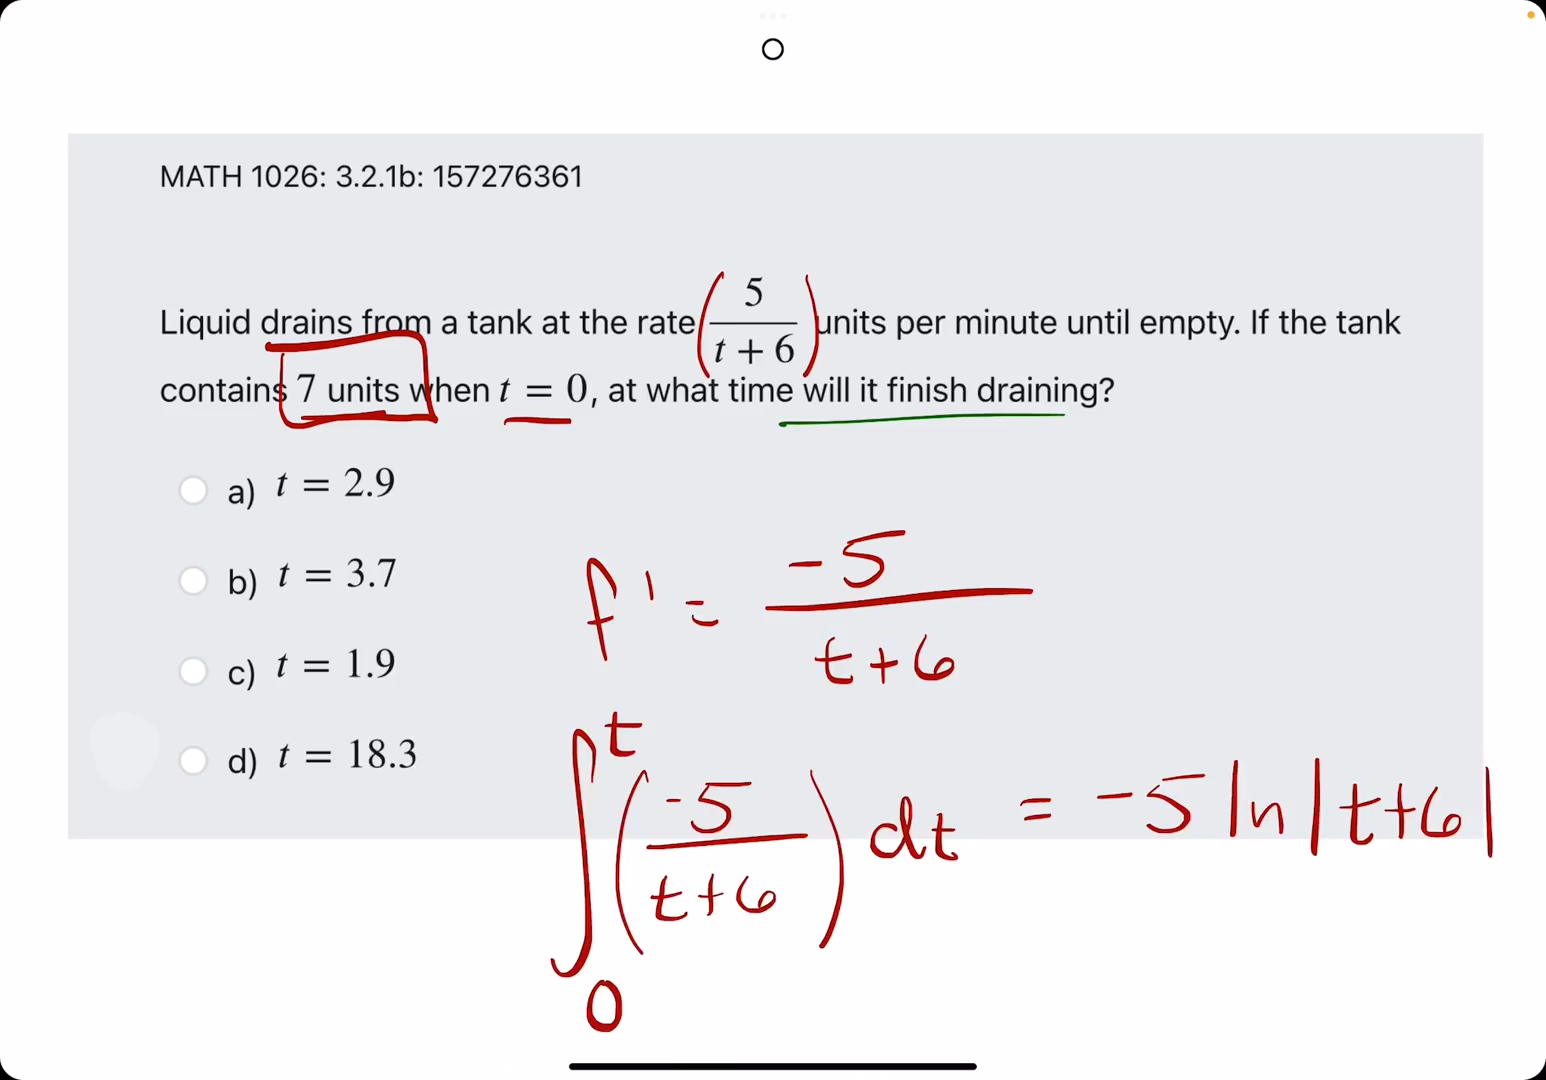 MATH 1026: 3.2.1b: 157276361
Liquid drains from a tank at the rate (5/(t + 6)) units per minute until empty. If the tank
contains 7 units when t = 0, at what time will it finish draining?
a) t = 2.9
b) t = 3.7
c) t = 1.9
d) t = 18.3
f' = -5/(t+6)
∫₀ᵗ (-5/(t+6)) dt = -5 ln|t+6|